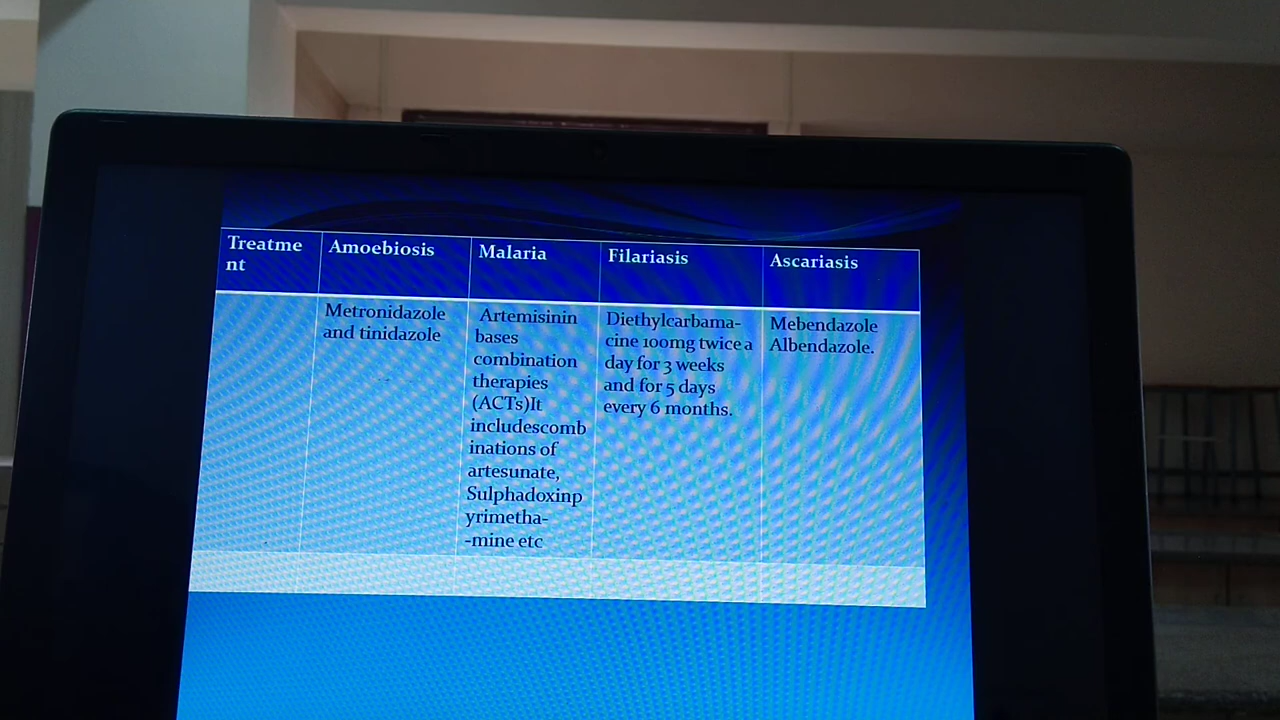 Treatme
nt
Amoebiosis
Malaria
Filariasis
Ascariasis
Metronidazole
and tinidazole
Artemisinin
bases
combination
therapies
(ACTs)It
includescomb
inations of
artesunate,
Sulphadoxinp
yrimetha-
-mine etc
Diethylcarbama-
cine 100mg twice a
day for 3 weeks
and for 5 days
every 6 months.
Mebendazole
Albendazole.